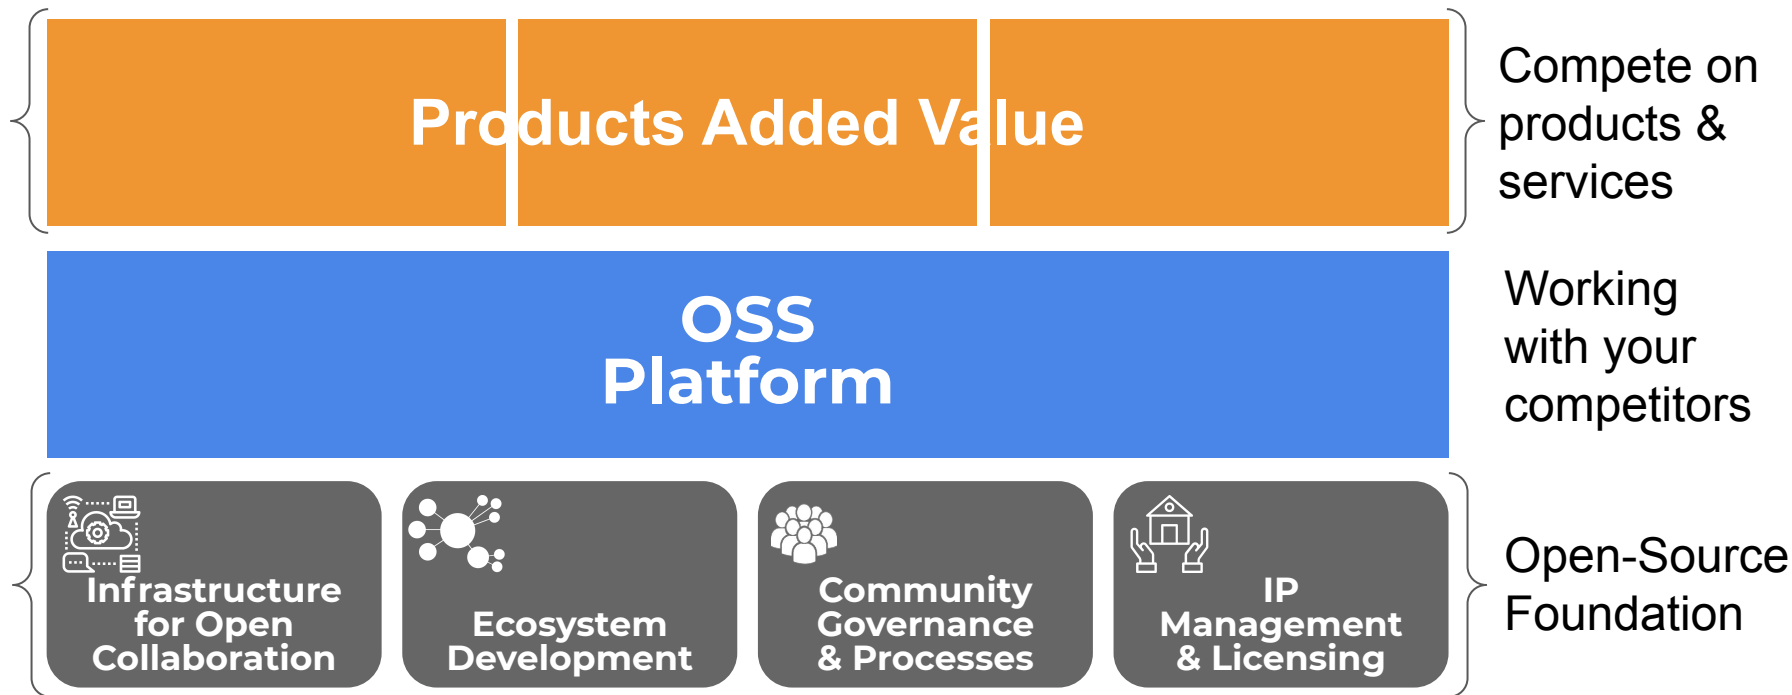 Products Added Value
Compete on
products &
services
OSS
Platform
Working
with your
competitors
Infrastructure
for Open
Collaboration
Ecosystem
Development
Community
Governance
& Processes
IP
Management
& Licensing
Open-Source
Foundation